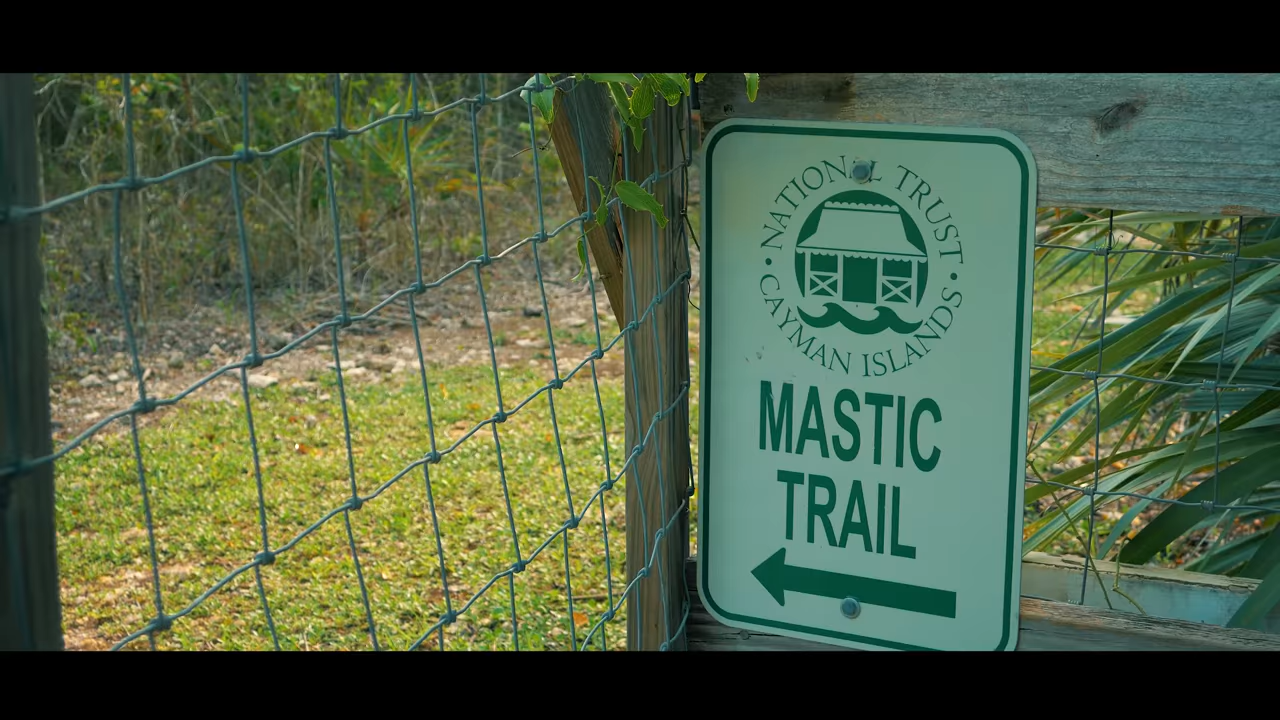 NATIONAL TRUST
• CAYMAN ISLANDS •
MASTIC
TRAIL